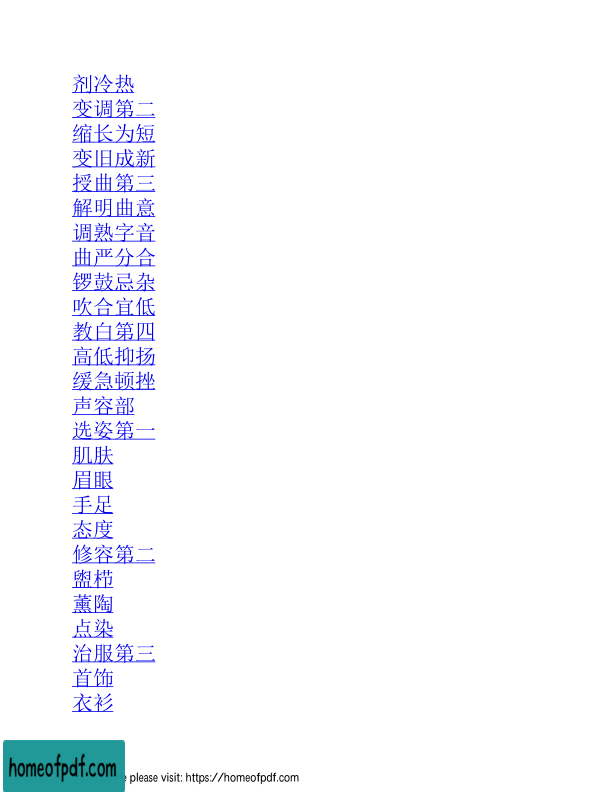 剂冷热
变调第二
缩长为短
变旧成新
授曲第三
解明曲意
调熟字音
曲严分合
锣鼓忌杂
吹合宜低
教白第四
高低抑扬
缓急顿挫
声容部
选姿第一
肌肤
眉眼
手足
态度
修容第二
盥栉
薰陶
点染
治服第三
首饰
衣衫
homeofpdf.com
e please visit: https://homeofpdf.com